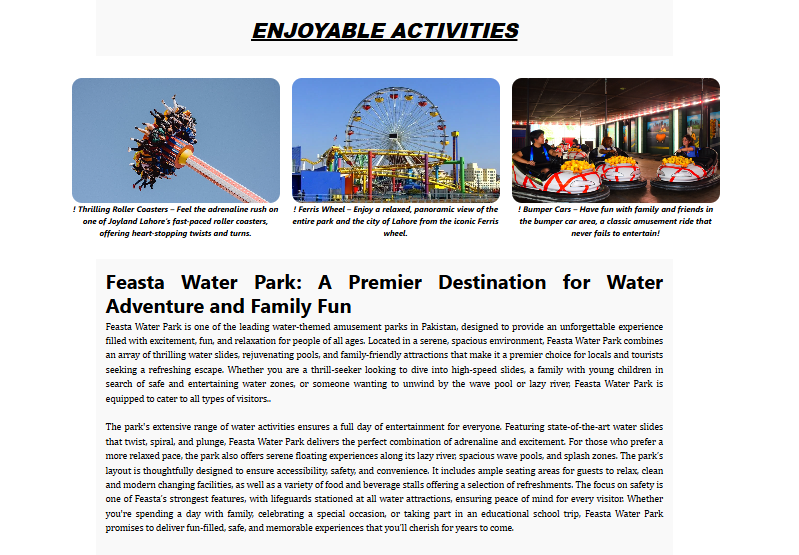 ENJOYABLE ACTIVITIES
! Thrilling Roller Coasters – Feel the adrenaline rush on
one of Joyland Lahore's fast-paced roller coasters,
offering heart-stopping twists and turns.
! Ferris Wheel – Enjoy a relaxed, panoramic view of the
entire park and the city of Lahore from the iconic Ferris
wheel.
! Bumper Cars – Have fun with family and friends in
the bumper car area, a classic amusement ride that
never fails to entertain!
Feasta Water Park: A Premier Destination for Water
Adventure and Family Fun
Feasta Water Park is one of the leading water-themed amusement parks in Pakistan, designed to provide an unforgettable experience
filled with excitement, fun, and relaxation for people of all ages. Located in a serene, spacious environment, Feasta Water Park combines
an array of thrilling water slides, rejuvenating pools, and family-friendly attractions that make it a premier choice for locals and tourists
seeking a refreshing escape. Whether you are a thrill-seeker looking to dive into high-speed slides, a family with young children in
search of safe and entertaining water zones, or someone wanting to unwind by the wave pool or lazy river, Feasta Water Park is
equipped to cater to all types of visitors..
The park's extensive range of water activities ensures a full day of entertainment for everyone. Featuring state-of-the-art water slides
that twist, spiral, and plunge, Feasta Water Park delivers the perfect combination of adrenaline and excitement. For those who prefer a
more relaxed pace, the park also offers serene floating experiences along its lazy river, spacious wave pools, and splash zones. The park's
layout is thoughtfully designed to ensure accessibility, safety, and convenience. It includes ample seating areas for guests to relax, clean
and modern changing facilities, as well as a variety of food and beverage stalls offering a selection of refreshments. The focus on safety is
one of Feasta's strongest features, with lifeguards stationed at all water attractions, ensuring peace of mind for every visitor. Whether
you're spending a day with family, celebrating a special occasion, or taking part in an educational school trip, Feasta Water Park
promises to deliver fun-filled, safe, and memorable experiences that you'll cherish for years to come.